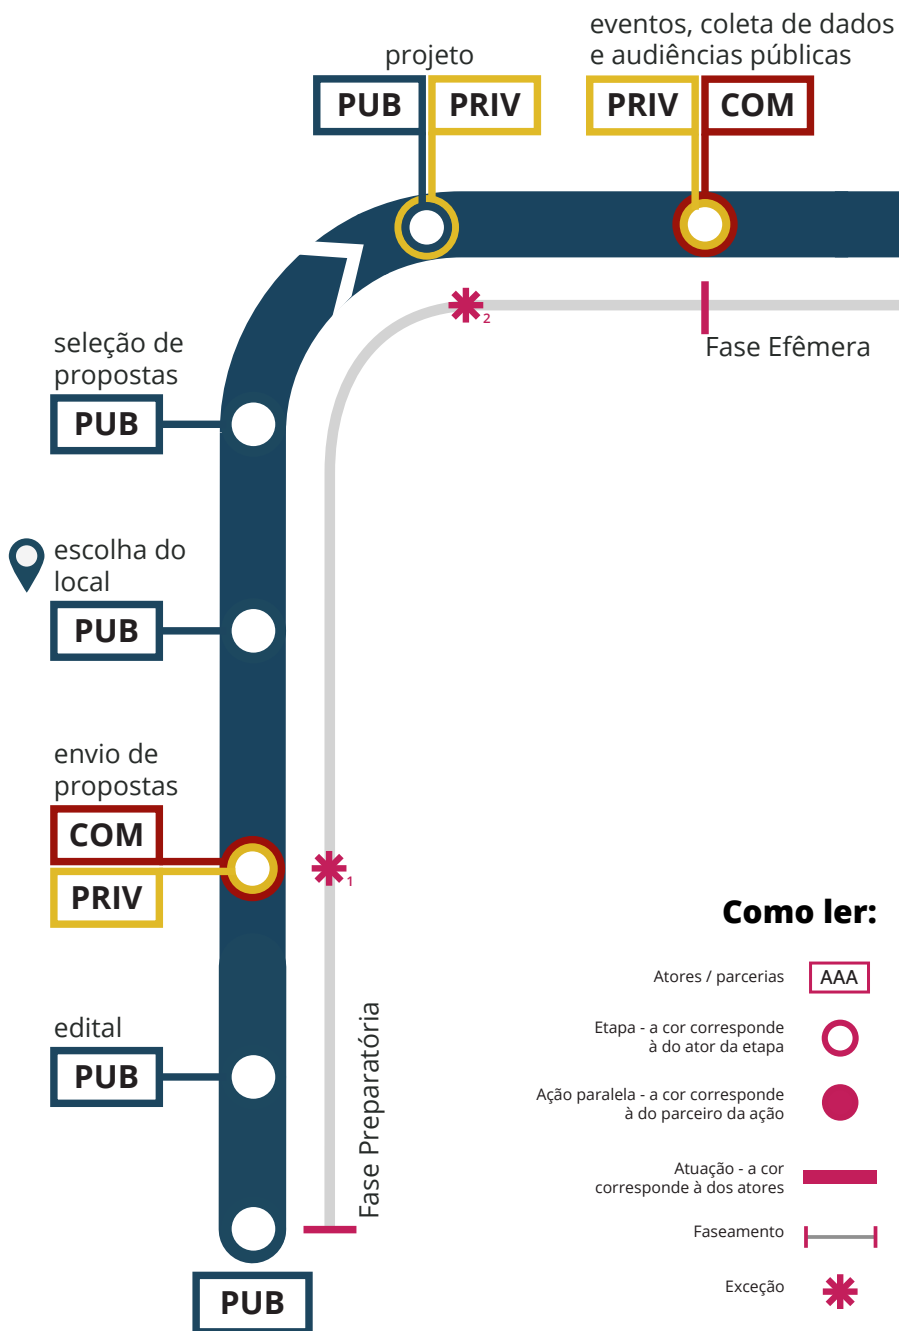 eventos, coleta de dados
e audiências públicas
projeto
PUB
PRIV
PRIV
COM
2
Fase Efêmera
seleção de
propostas
PUB
escolha do
local
PUB
envio de
propostas
COM
PRIV
1
edital
PUB
Fase Preparatória
PUB
Como ler:
Atores / parcerias
AAA
Etapa - a cor corresponde
à do ator da etapa
Ação paralela - a cor corresponde
à do parceiro da ação
Atuação - a cor
corresponde à dos atores
Faseamento
Exceção